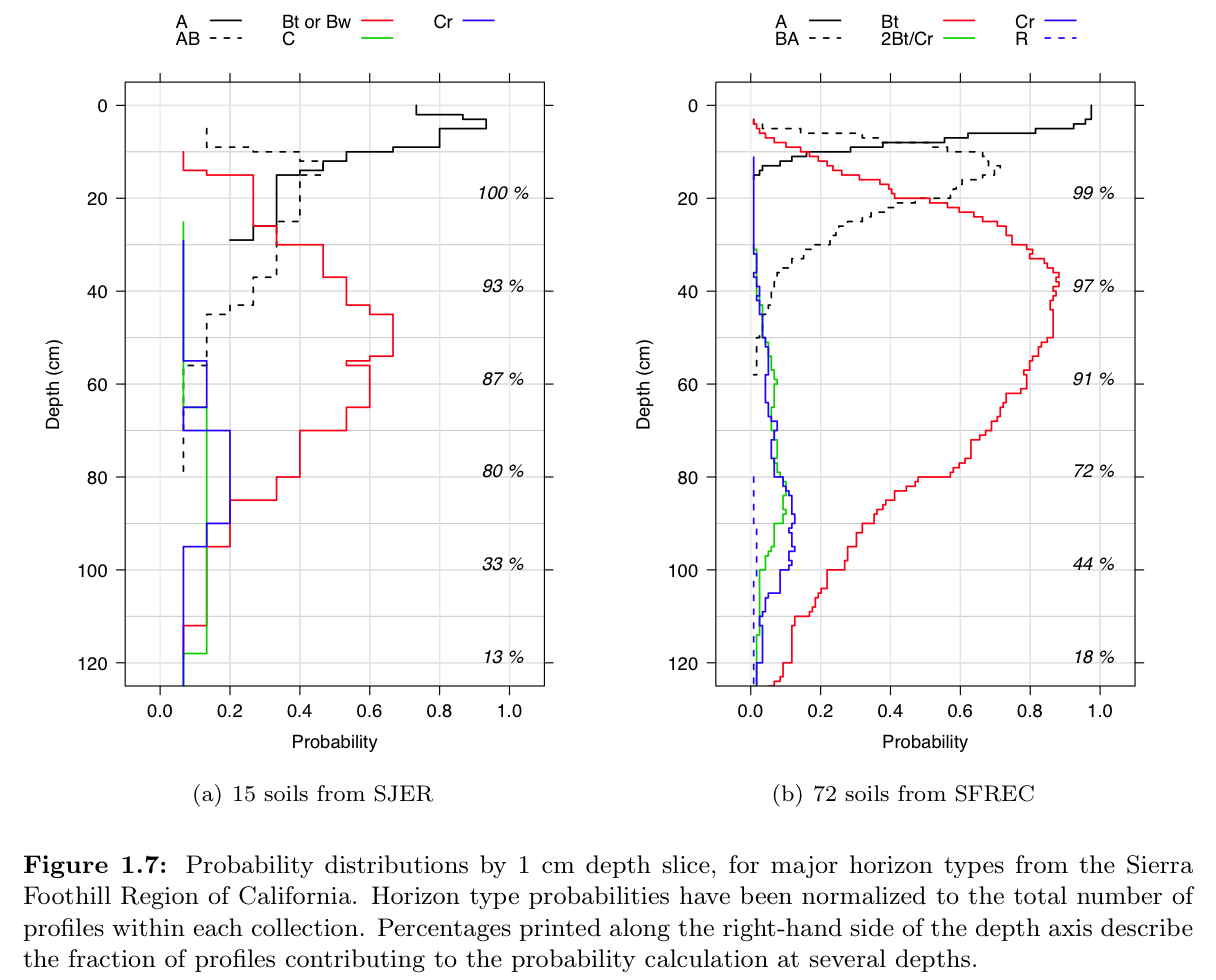 A Bt or Bw Cr
AB C
A Bt Cr
BA 2Bt/Cr R
0
20
40
60
80
100
120
Depth (cm)
100 %
93 %
87 %
80 %
33 %
13 %
0.0 0.2 0.4 0.6 0.8 1.0
Probability
0
20
40
60
80
100
120
Depth (cm)
99 %
97 %
91 %
72 %
44 %
18 %
0.0 0.2 0.4 0.6 0.8 1.0
Probability
(a) 15 soils from SJER
(b) 72 soils from SFREC
Figure 1.7: Probability distributions by 1 cm depth slice, for major horizon types from the Sierra
Foothill Region of California. Horizon type probabilities have been normalized to the total number of
profiles within each collection. Percentages printed along the right-hand side of the depth axis describe
the fraction of profiles contributing to the probability calculation at several depths.